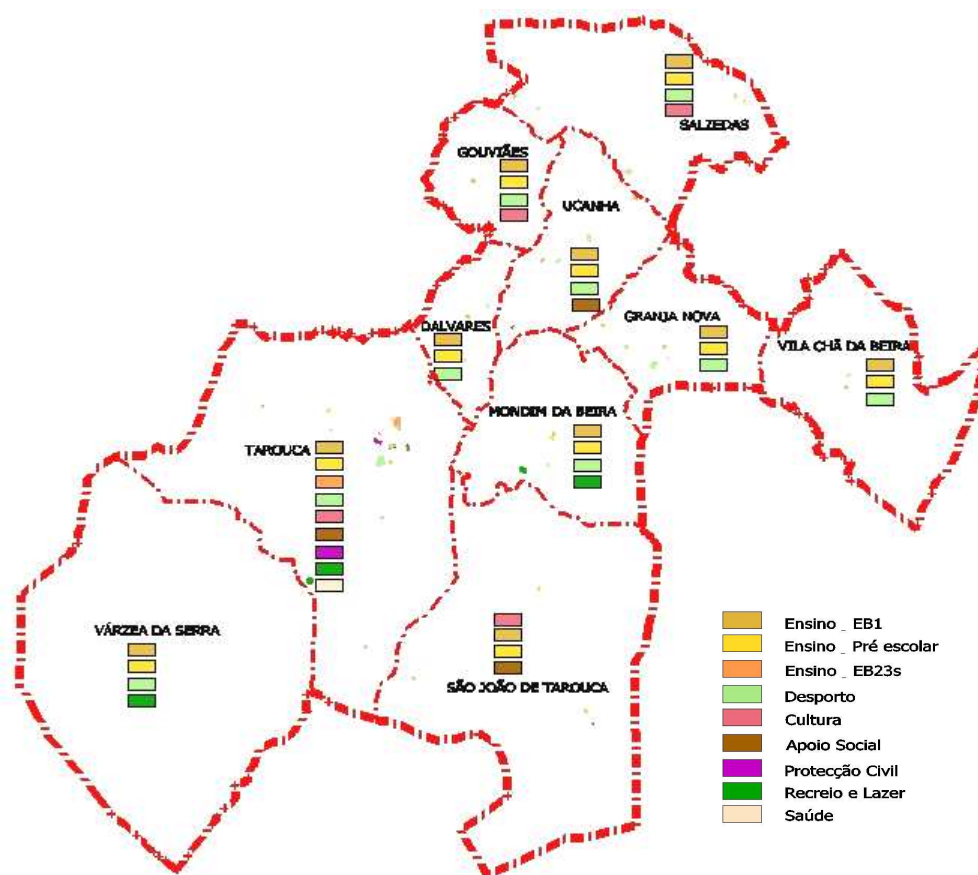 SALZEDAS
GOUVIÃES
UCANHA
GRANJA NOVA
DALVARES
VILA CHÃ DA BEIRA
MONDIM DA BEIRA
TAROUCA
VÁRZEA DA SERRA
SÃO JOÃO DE TAROUCA
Ensino _ EB1
Ensino _ Pré escolar
Ensino _ EB23s
Desporto
Cultura
Apoio Social
Protecção Civil
Recreio e Lazer
Saúde